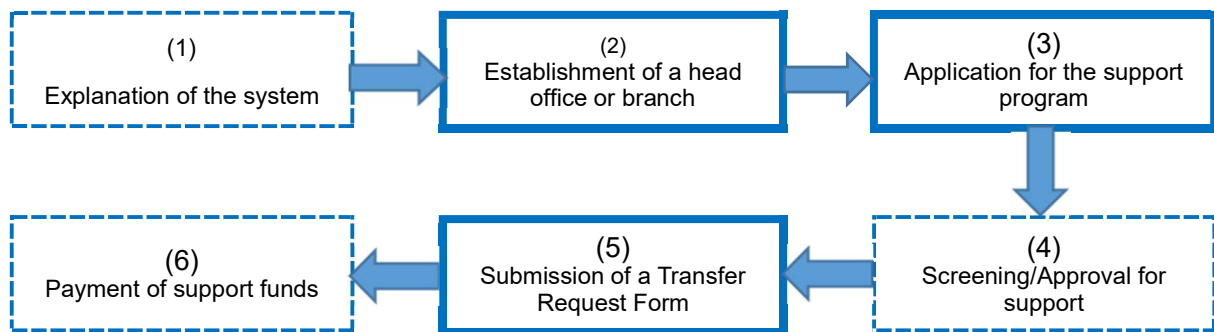 (1)
Explanation of the system
(2)
Establishment of a head
office or branch
(3)
Application for the support
program
(4)
Screening/Approval for
support
(5)
Submission of a Transfer
Request Form
(6)
Payment of support funds